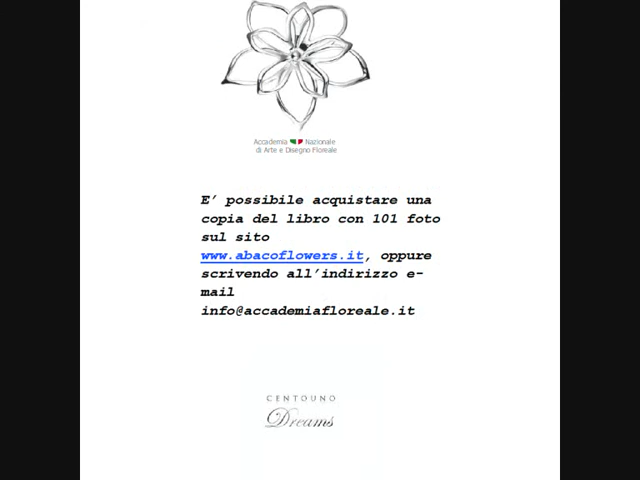 Accademia Nazionale
di Arte e Disegno Floreale
E' possibile acquistare una
copia del libro con 101 foto
sul sito
www.abacoflowers.it, oppure
scrivendo all'indirizzo e-
mail
info@accademiafloreale.it
CENTOUNO
Dreams